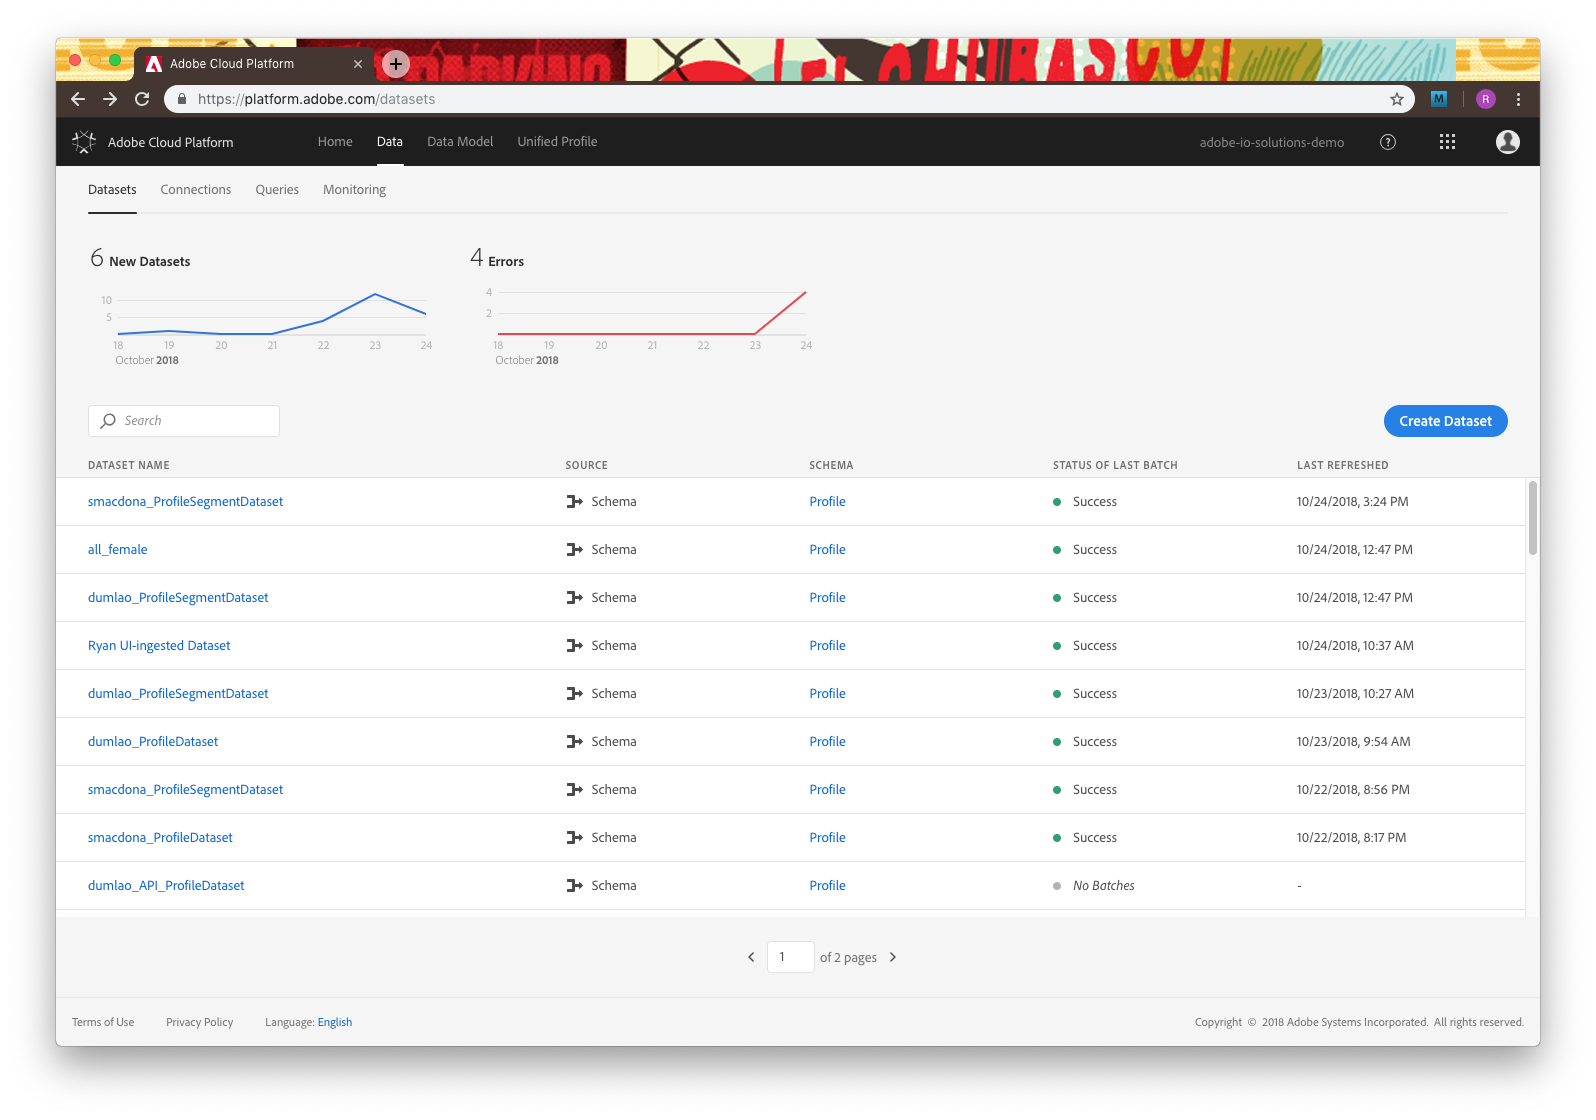 Adobe Cloud Platform
https://platform.adobe.com/datasets
M
R
Adobe Cloud Platform
Home
Data
Data Model
Unified Profile
adobe-io-solutions-demo
?
Datasets
Connections
Queries
Monitoring
6 New Datasets
10
5
18 19 20 21 22 23 24
October 2018
4 Errors
4
2
18 19 20 21 22 23 24
October 2018
Search
Create Dataset
DATASET NAME SOURCE SCHEMA STATUS OF LAST BATCH LAST REFRESHED
smacdona_ProfileSegmentDataset Schema Profile Success 10/24/2018, 3:24 PM
all_female Schema Profile Success 10/24/2018, 12:47 PM
dumlao_ProfileSegmentDataset Schema Profile Success 10/24/2018, 12:47 PM
Ryan UI-ingested Dataset Schema Profile Success 10/24/2018, 10:37 AM
dumlao_ProfileSegmentDataset Schema Profile Success 10/23/2018, 10:27 AM
dumlao_ProfileDataset Schema Profile Success 10/23/2018, 9:54 AM
smacdona_ProfileSegmentDataset Schema Profile Success 10/22/2018, 8:56 PM
smacdona_ProfileDataset Schema Profile Success 10/22/2018, 8:17 PM
dumlao_API_ProfileDataset Schema Profile No Batches -
1 of 2 pages
Terms of Use
Privacy Policy
Language: English
Copyright © 2018 Adobe Systems Incorporated. All rights reserved.